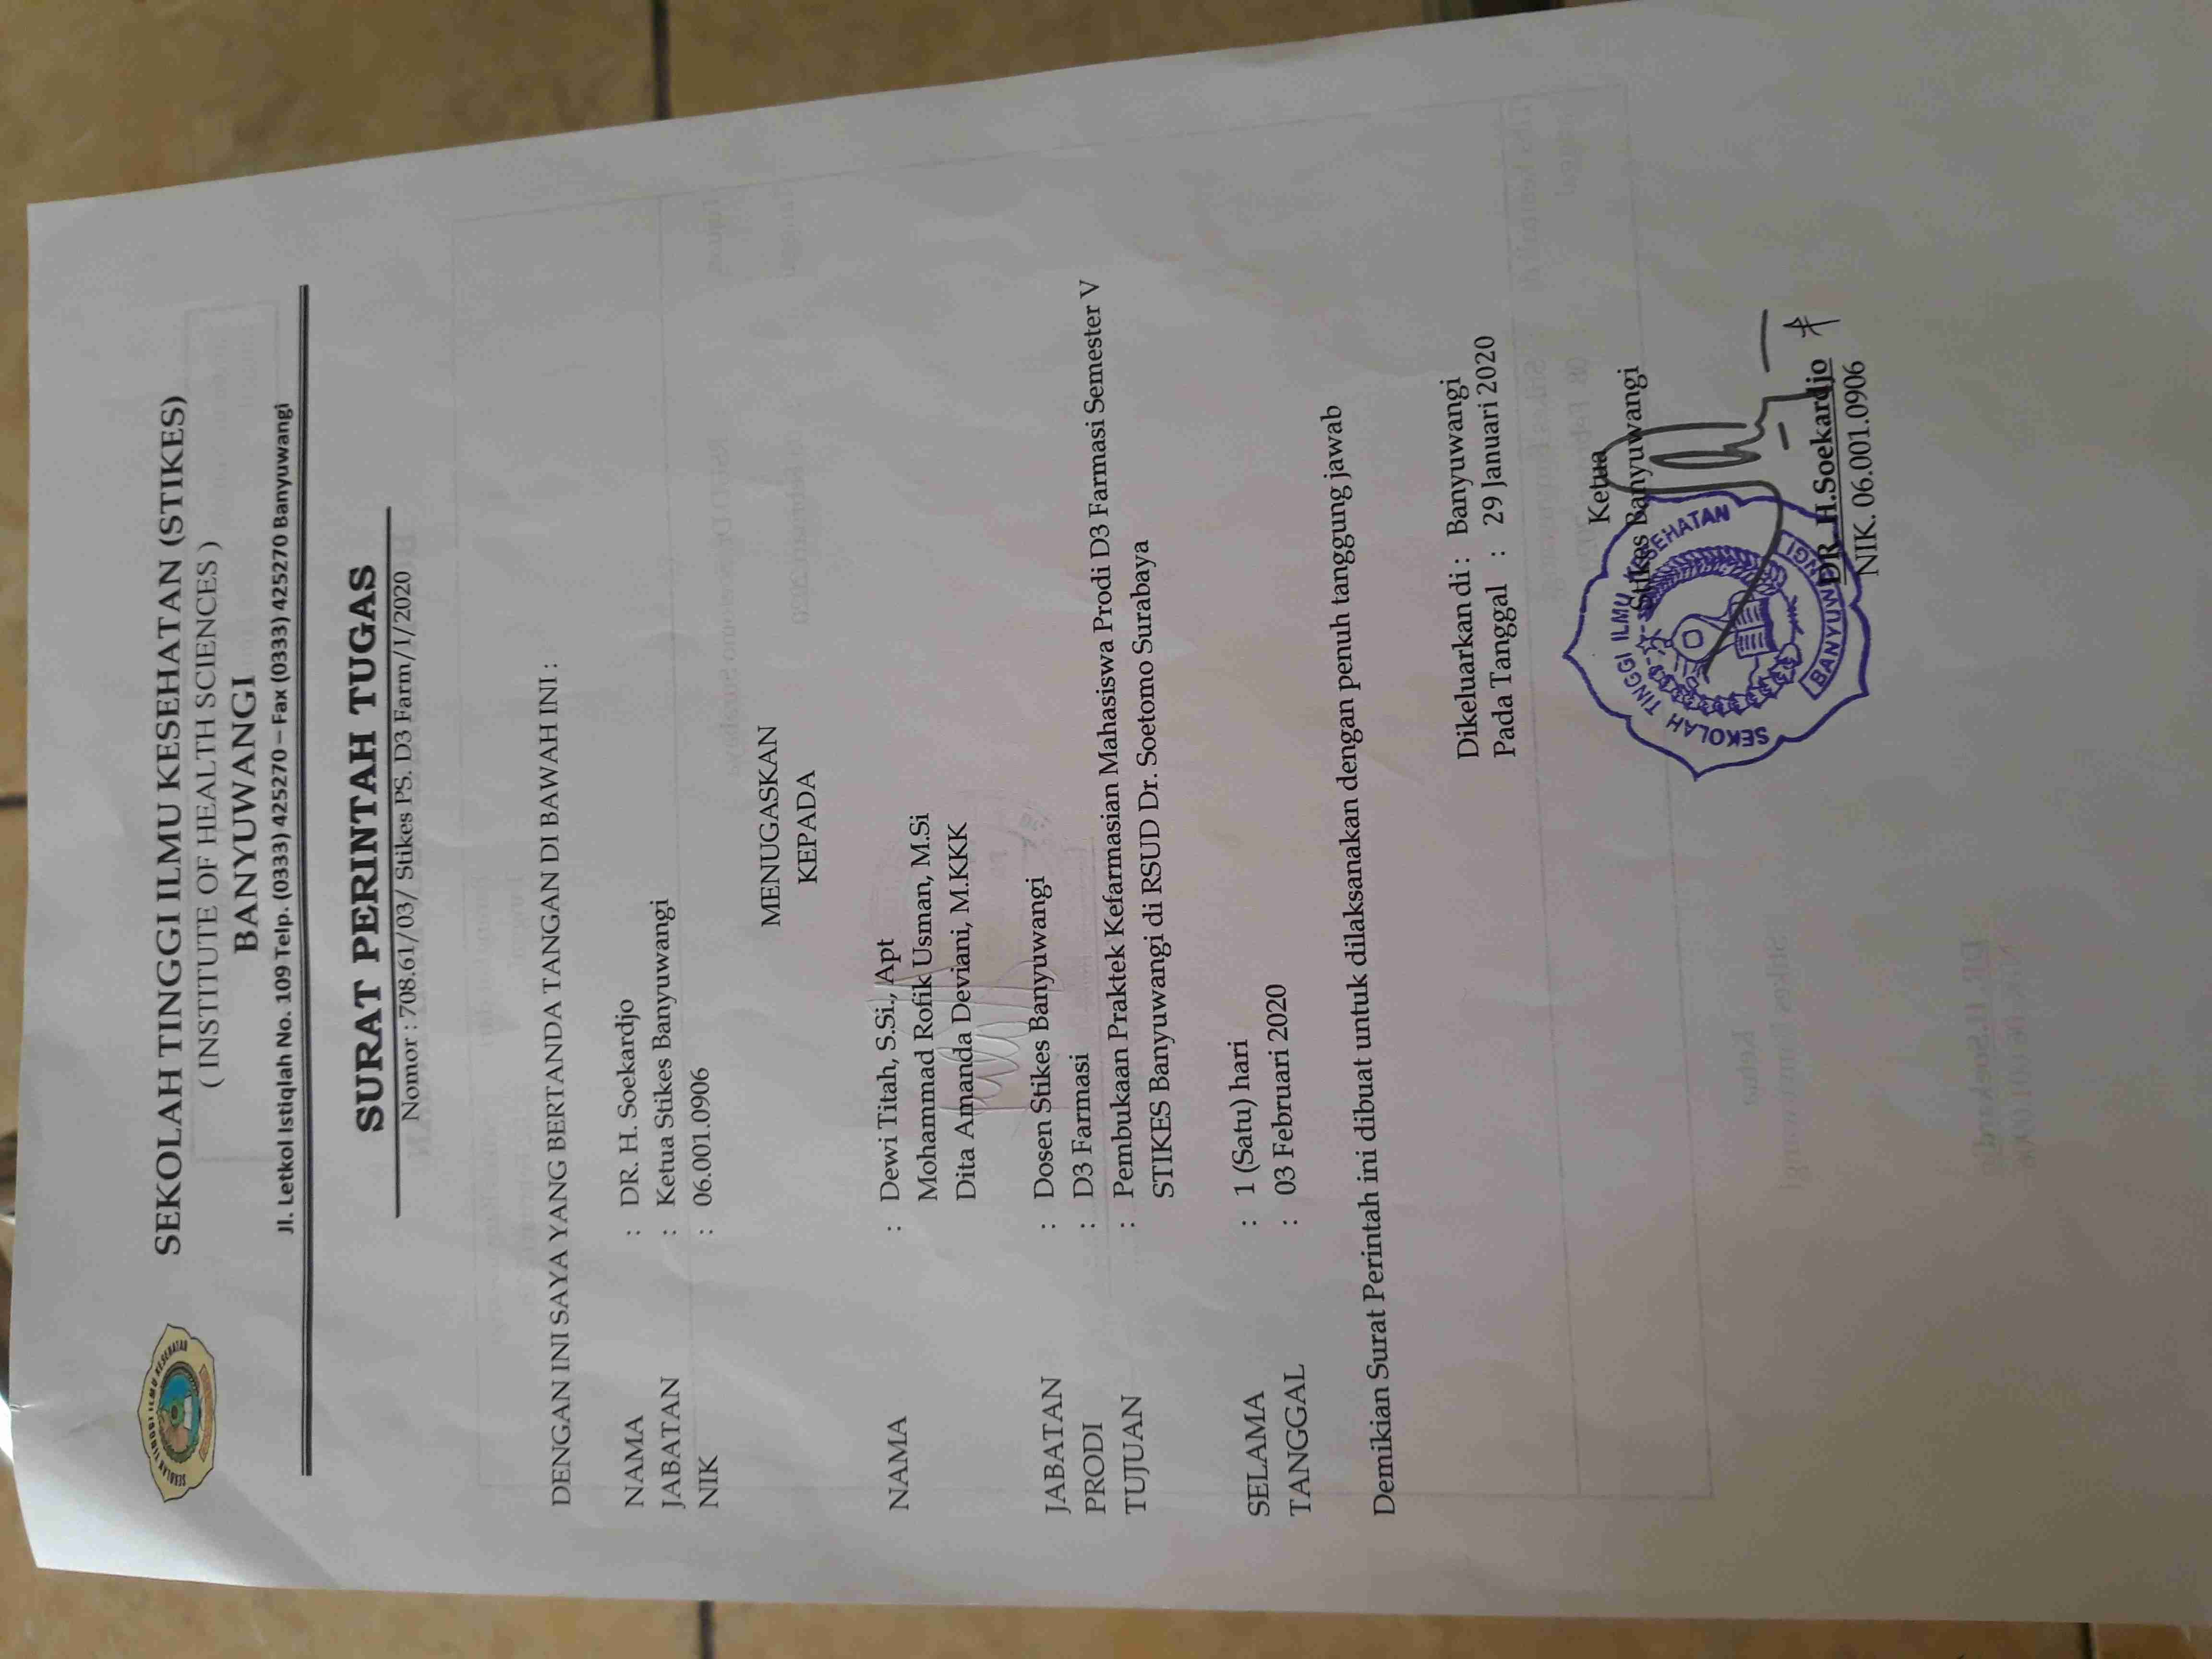 SEKOLAH TINGGI ILMU KESEHATAN
SEKOLAH TINGGI ILMU KESEHATAN (STIKES)
( INSTITUTE OF HEALTH SCIENCES )
BANYUWANGI
Jl. Letkol Istiqlah No. 109 Telp. (0333) 425270 – Fax (0333) 425270 Banyuwangi
SURAT PERINTAH TUGAS
Nomor : 708.61/03/ Stikes PS. D3 Farm/I/2020
DENGAN INI SAYA YANG BERTANDA TANGAN DI BAWAH INI :
NAMA : DR. H. Soekardjo
JABATAN : Ketua Stikes Banyuwangi
NIK : 06.001.0906
MENUGASKAN
KEPADA
NAMA : Dewi Titah, S.Si., Apt
Mohammad Rofik Usman, M.Si
Dita Amanda Deviani, M.KKK
JABATAN : Dosen Stikes Banyuwangi
PRODI : D3 Farmasi
TUJUAN : Pembukaan Praktek Kefarmasian Mahasiswa Prodi D3 Farmasi Semester V
STIKES Banyuwangi di RSUD Dr. Soetomo Surabaya
SELAMA : 1 (Satu) hari
TANGGAL : 03 Februari 2020
Demikian Surat Perintah ini dibuat untuk dilaksanakan dengan penuh tanggung jawab
Dikeluarkan di : Banyuwangi
Pada Tanggal : 29 Januari 2020
Ketua
Stikes Banyuwangi
SEKOLAH TINGGI ILMU KESEHATAN
BANYUWANGI
DR. H.Soekardjo
NIK. 06.001.0906